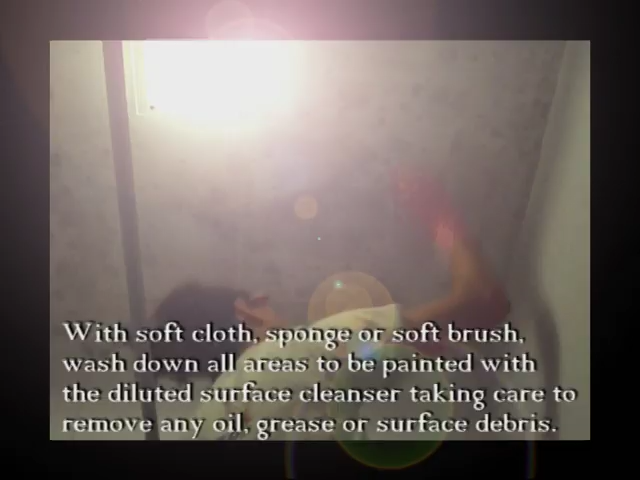 With soft cloth, sponge or soft brush,
wash down all areas to be painted with
the diluted surface cleanser taking care to
remove any oil, grease or surface debris.